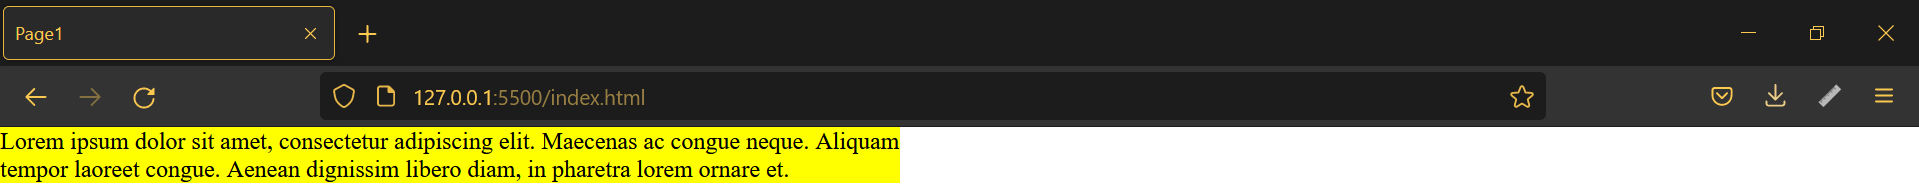 Page1
127.0.0.1:5500/index.html
Lorem ipsum dolor sit amet, consectetur adipiscing elit. Maecenas ac congue neque. Aliquam
tempor laoreet congue. Aenean dignissim libero diam, in pharetra lorem ornare et.